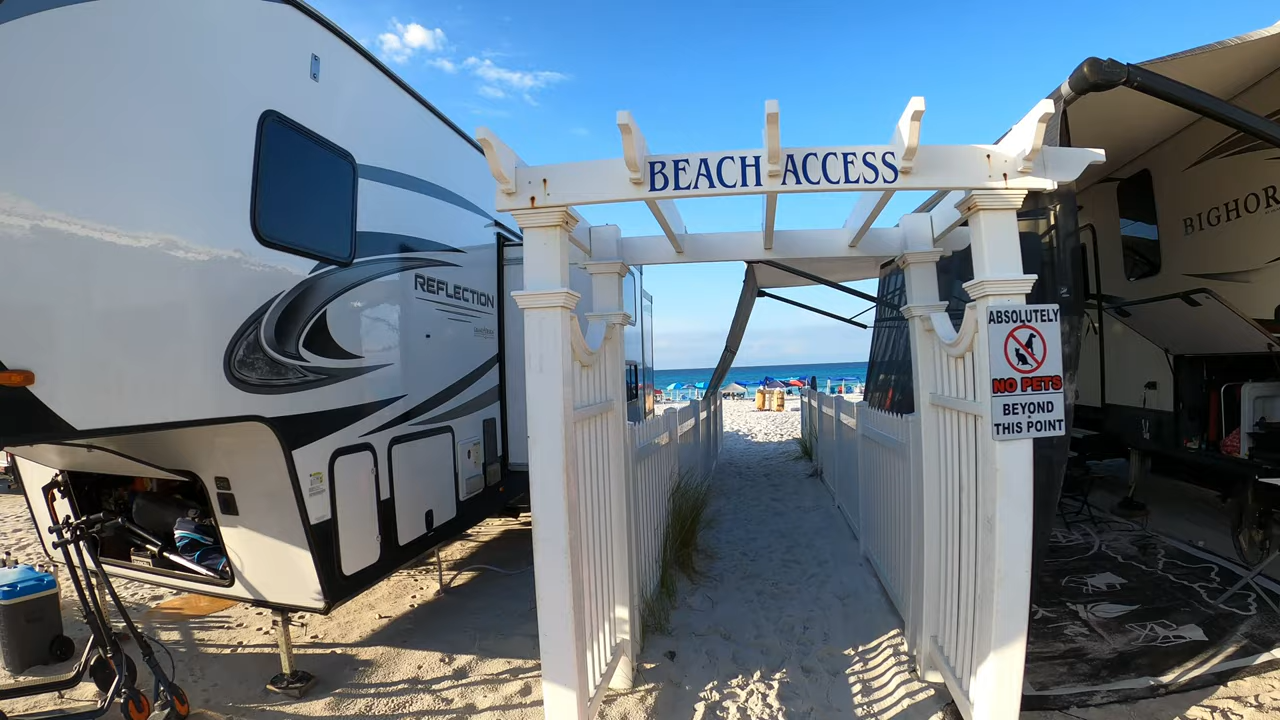 BEACH ACCESS
REFLECTION
BIGHOR
ABSOLUTELY
NO PETS
BEYOND
THIS POINT